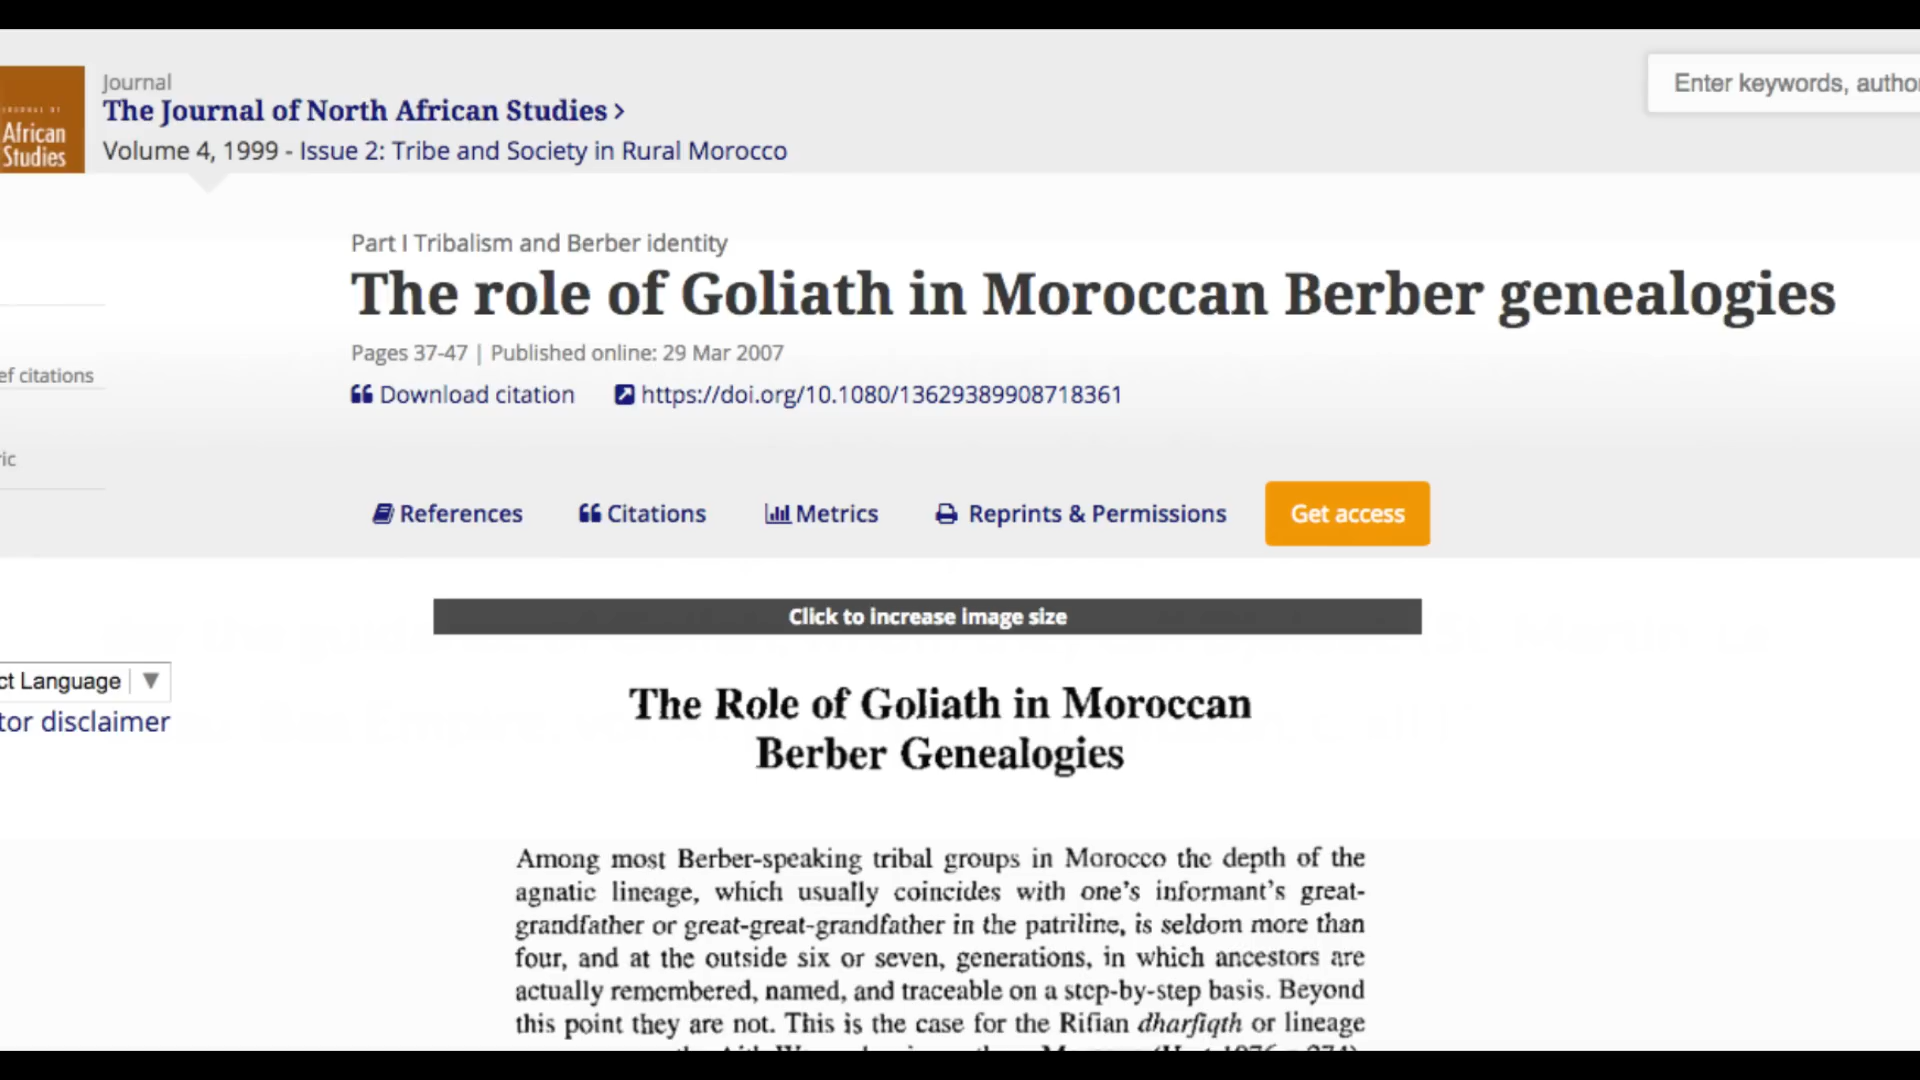 JOURNAL OF
African
Studies
Journal
The Journal of North African Studies >
Volume 4, 1999 - Issue 2: Tribe and Society in Rural Morocco
Enter keywords, autho
Part I Tribalism and Berber identity
The role of Goliath in Moroccan Berber genealogies
Pages 37-47 | Published online: 29 Mar 2007
Download citation https://doi.org/10.1080/13629389908718361
ef citations
ric
References Citations Metrics Reprints & Permissions Get access
Click to increase image size
ct Language
tor disclaimer
The Role of Goliath in Moroccan
Berber Genealogies
Among most Berber-speaking tribal groups in Morocco the depth of the
agnatic lineage, which usually coincides with one's informant's great-
grandfather or great-great-grandfather in the patriline, is seldom more than
four, and at the outside six or seven, generations, in which ancestors are
actually remembered, named, and traceable on a step-by-step basis. Beyond
this point they are not. This is the case for the Rifian dharfiqth or lineage